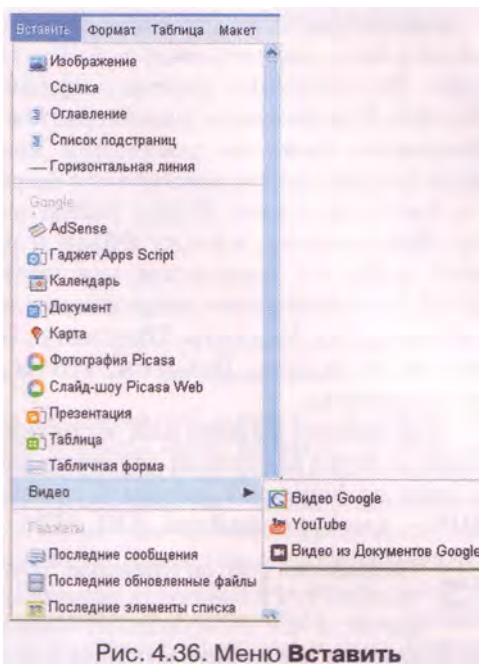 Вставить Формат Таблица Макет
Изображение
Ссылка
Оглавление
Список подстраниц
Горизонтальная линия
Google
AdSense
Гаджет Apps Script
Календарь
Документ
Карта
Фотография Picasa
Слайд-шоу Picasa Web
Презентация
Таблица
Табличная форма
Видео
Видео Google
YouTube
Видео из Документов Google
Гаджеты
Последние сообщения
Последние обновленные файлы
Последние элементы списка
Рис. 4.36. Меню Вставить